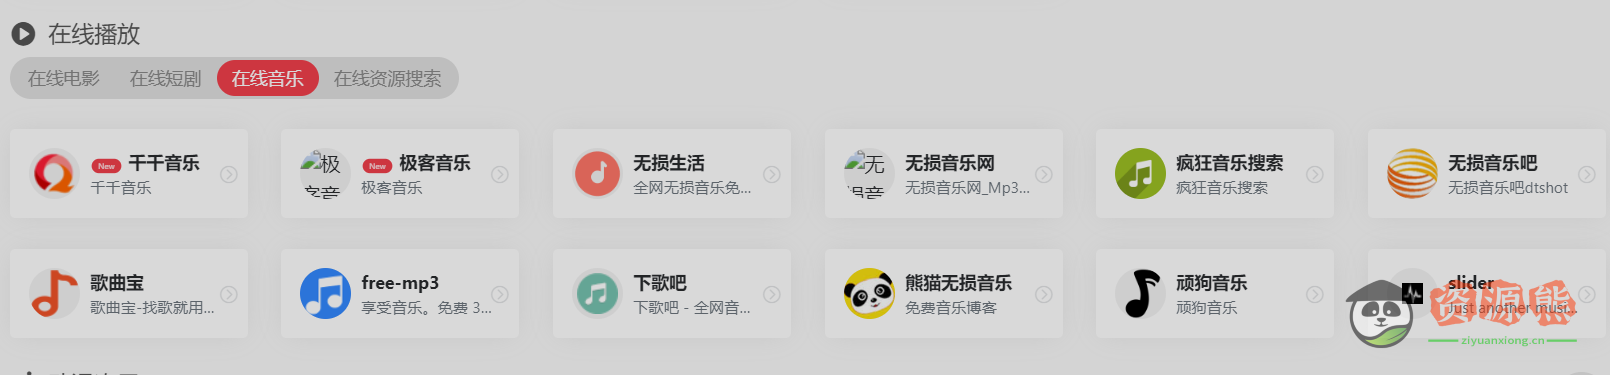 在线播放
在线电影 在线短剧 在线音乐 在线资源搜索
New 千千音乐
千千音乐
极客音
New 极客音乐
极客音乐
无损生活
全网无损音乐免...
无损音
无损音乐网
无损音乐网_Mp3...
疯狂音乐搜索
疯狂音乐搜索
无损音乐吧
无损音乐吧dtshot
歌曲宝
歌曲宝-找歌就用...
free-mp3
享受音乐。免费 3...
下歌吧
下歌吧 - 全网音...
熊猫无损音乐
免费音乐博客
顽狗音乐
顽狗音乐
slider
Just another musi...
资源熊
ziyuanxiong.cn